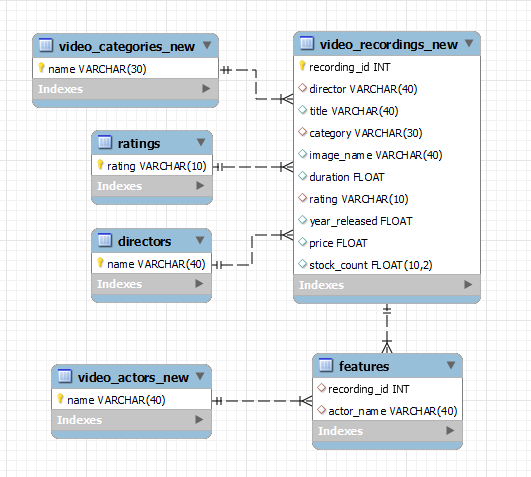 video_categories_new
name VARCHAR(30)
Indexes
ratings
rating VARCHAR(10)
Indexes
directors
name VARCHAR(40)
Indexes
video_actors_new
name VARCHAR(40)
Indexes
video_recordings_new
recording_id INT
director VARCHAR(40)
title VARCHAR(40)
category VARCHAR(30)
image_name VARCHAR(40)
duration FLOAT
rating VARCHAR(10)
year_released FLOAT
price FLOAT
stock_count FLOAT(10,2)
Indexes
features
recording_id INT
actor_name VARCHAR(40)
Indexes